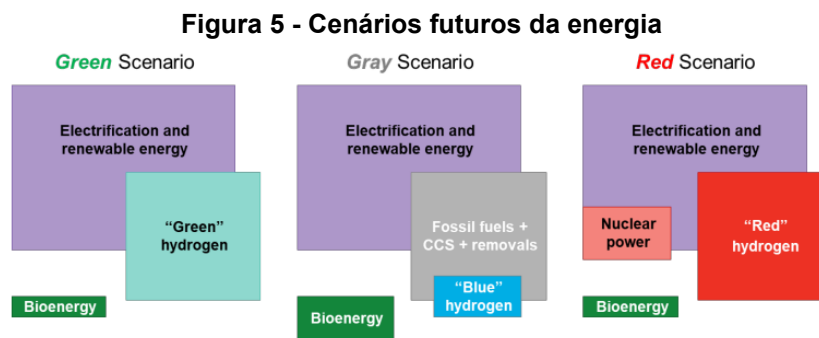 Figura 5 - Cenários futuros da energia
Green Scenario
Electrification and
renewable energy
"Green"
hydrogen
Bioenergy
Gray Scenario
Electrification and
renewable energy
Fossil fuels +
CCS + removals
"Blue"
hydrogen
Bioenergy
Red Scenario
Electrification and
renewable energy
Nuclear
power
"Red"
hydrogen
Bioenergy